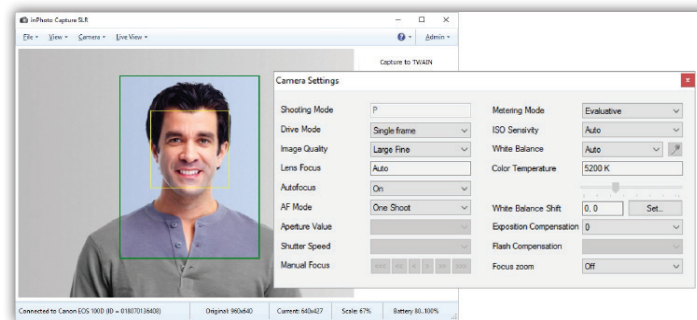 inPhoto Capture SLR
File View Camera Live View Admin
Capture to TWAIN
Camera Settings
Shooting Mode P
Drive Mode Single frame
Image Quality Large Fine
Lens Focus Auto
Autofocus On
AF Mode One Shoot
Aperture Value
Shutter Speed
Manual Focus <<< << < > >> >>>
Metering Mode Evaluative
ISO Sensivity Auto
White Balance Auto
Color Temperature 5200 K
White Balance Shift 0. 0 Set...
Exposition Compensation 0
Flash Compensation
Focus zoom Off
Connected to Canon EOS 100D (ID = 018070136408) Original: 960x640 Current: 640x427 Scale: 67% Battery 80..100%